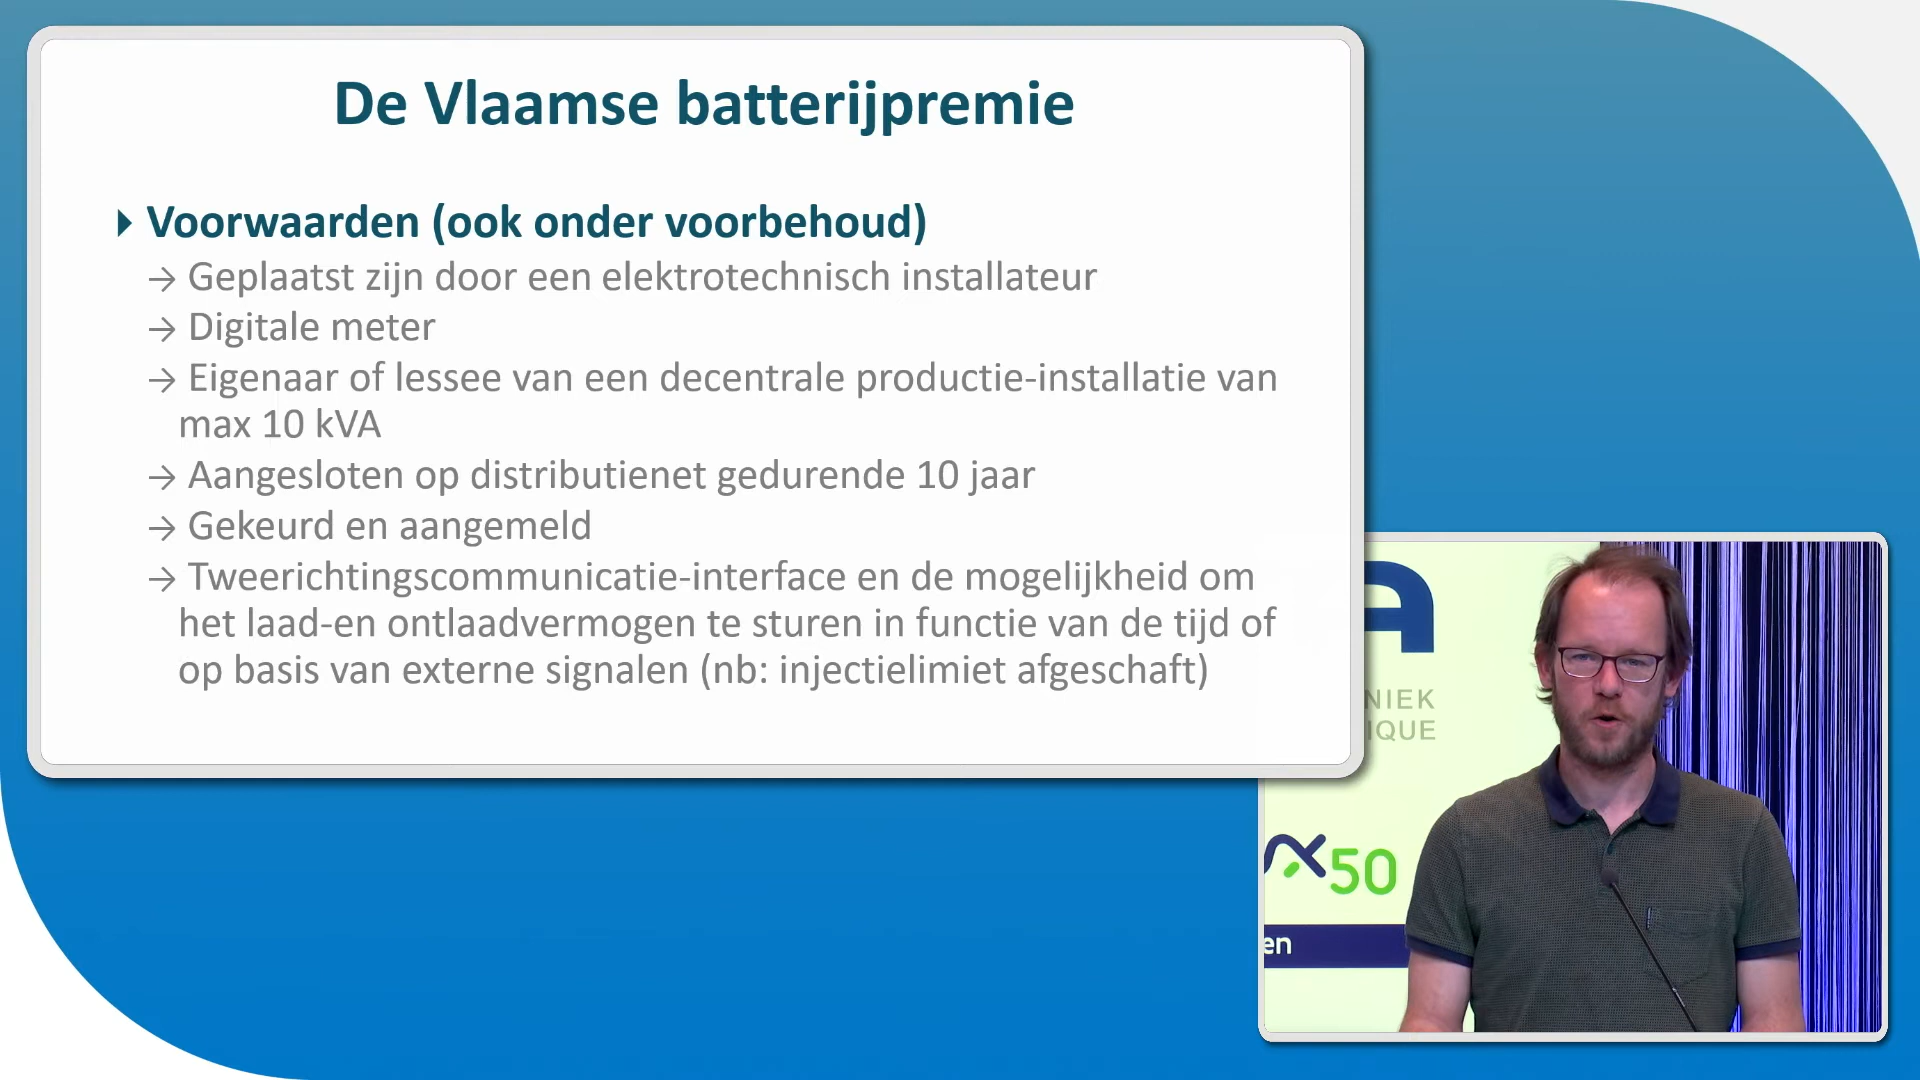 De Vlaamse batterijpremie
Voorwaarden (ook onder voorbehoud)
→ Geplaatst zijn door een elektrotechnisch installateur
→ Digitale meter
→ Eigenaar of lessee van een decentrale productie-installatie van
max 10 kVA
→ Aangesloten op distributienet gedurende 10 jaar
→ Gekeurd en aangemeld
→ Tweerichtingscommunicatie-interface en de mogelijkheid om
het laad-en ontlaadvermogen te sturen in functie van de tijd of
op basis van externe signalen (nb: injectielimiet afgeschaft)
A
NIEK
IQUE
50
en